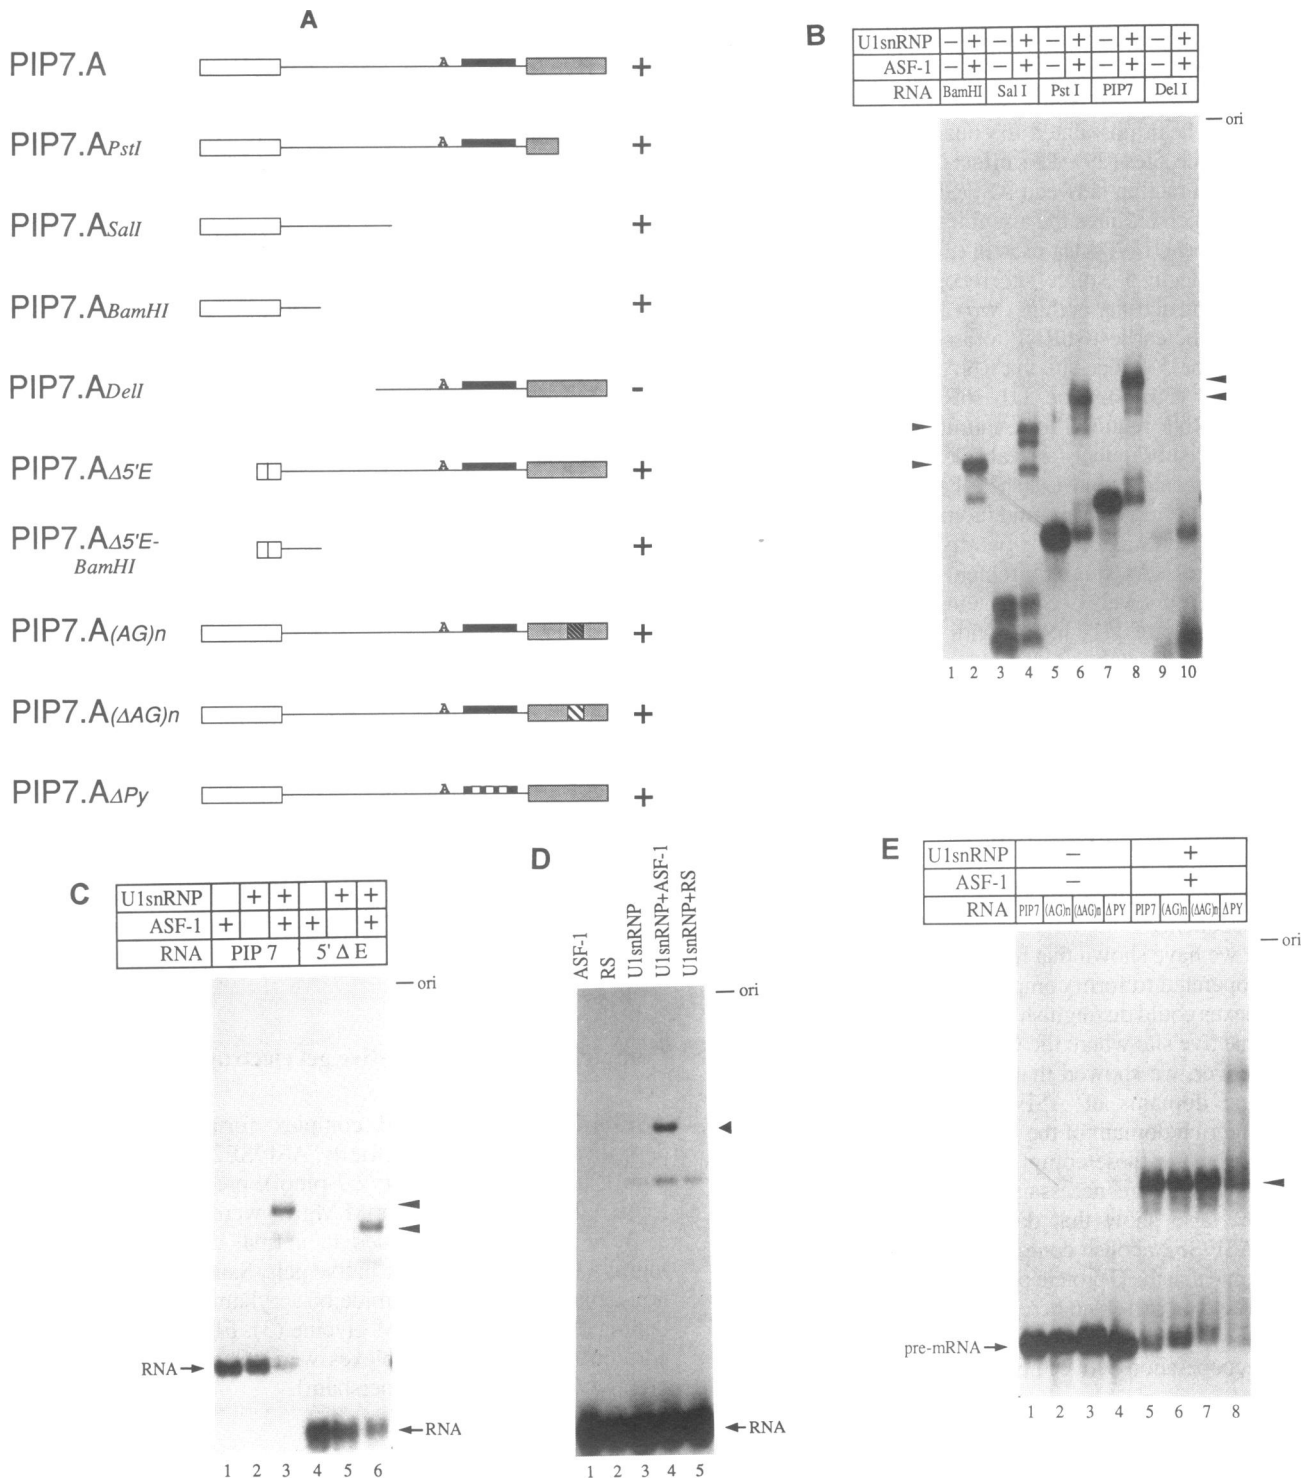 A
PIP7.A A +
PIP7.APstI A +
PIP7.ASalI +
PIP7.ABamHI +
PIP7.ADelI A -
PIP7.AΔ5'E A +
PIP7.AΔ5'E-
BamHI +
PIP7.A(AG)n A +
PIP7.A(ΔAG)n A +
PIP7.AΔPy A +
B
U1snRNP − + − + − + − + − +
ASF-1 − + − + − + − + − +
RNA BamHI Sal I Pst I PIP7 Del I
ori
1 2 3 4 5 6 7 8 9 10
C
U1snRNP + + + +
ASF-1 + + + +
RNA PIP 7 5' Δ E
ori
RNA
RNA
1 2 3 4 5 6
D
ASF-1
RS
U1snRNP
U1snRNP+ASF-1
U1snRNP+RS
ori
RNA
1 2 3 4 5
E
U1snRNP − +
ASF-1 − +
RNA PIP7 (AG)n (ΔAG)n ΔPY PIP7 (AG)n (ΔAG)n ΔPY
ori
pre-mRNA
1 2 3 4 5 6 7 8